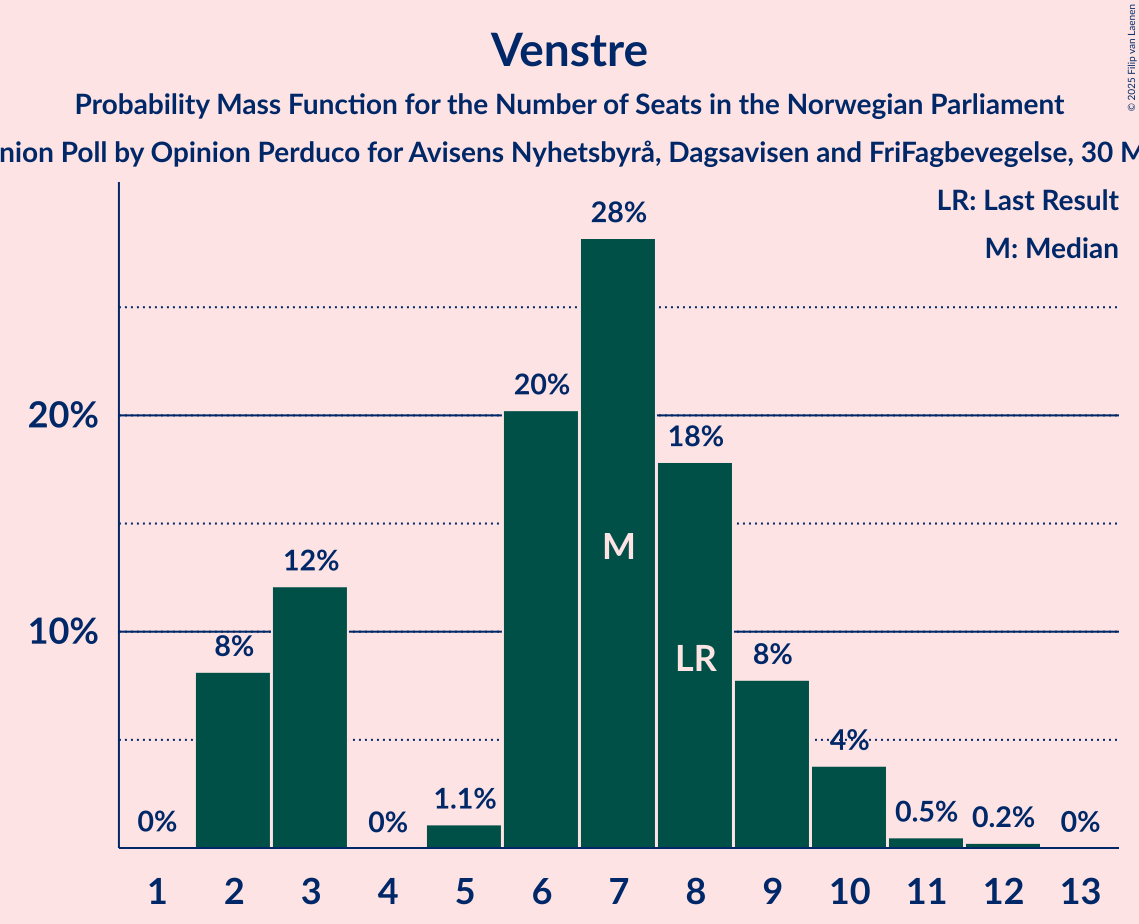 Venstre
Probability Mass Function for the Number of Seats in the Norwegian Parliament
nion Poll by Opinion Perduco for Avisens Nyhetsbyrå, Dagsavisen and FriFagbevegelse, 30 M
© 2025 Filip van Laenen
LR: Last Result
M: Median
28%
20%
20%
18%
M
12%
10%
8%
LR
8%
4%
0%
0%
1.1%
0.5%
0.2%
0%
1 2 3 4 5 6 7 8 9 10 11 12 13